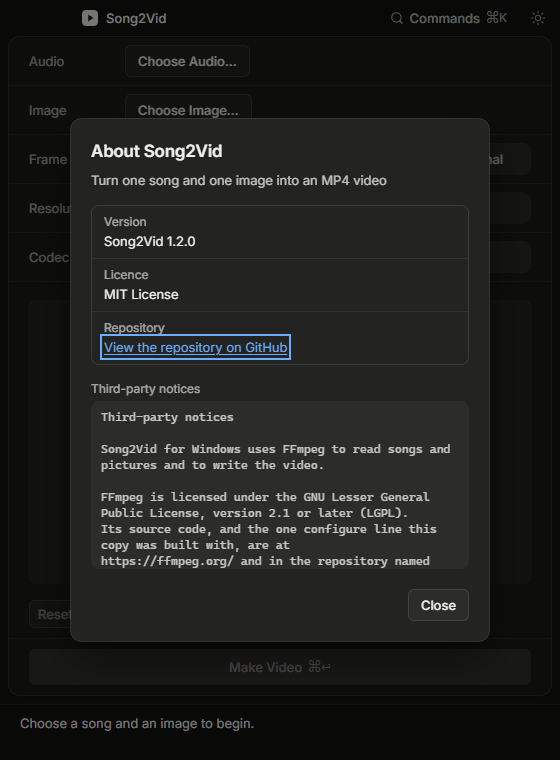 Song2Vid
Commands ⌘K
Audio
Choose Audio...
Image
Choose Image...
Frame
Codec
About Song2Vid
Turn one song and one image into an MP4 video
Version
Song2Vid 1.2.0
Licence
MIT License
Repository
View the repository on GitHub
Third-party notices
Third-party notices
Song2Vid for Windows uses FFmpeg to read songs and
pictures and to write the video.
FFmpeg is licensed under the GNU Lesser General
Public License, version 2.1 or later (LGPL).
Its source code, and the one configure line this
copy was built with, are at
https://ffmpeg.org/ and in the repository named
Close
Make Video ⌘↩
Choose a song and an image to begin.